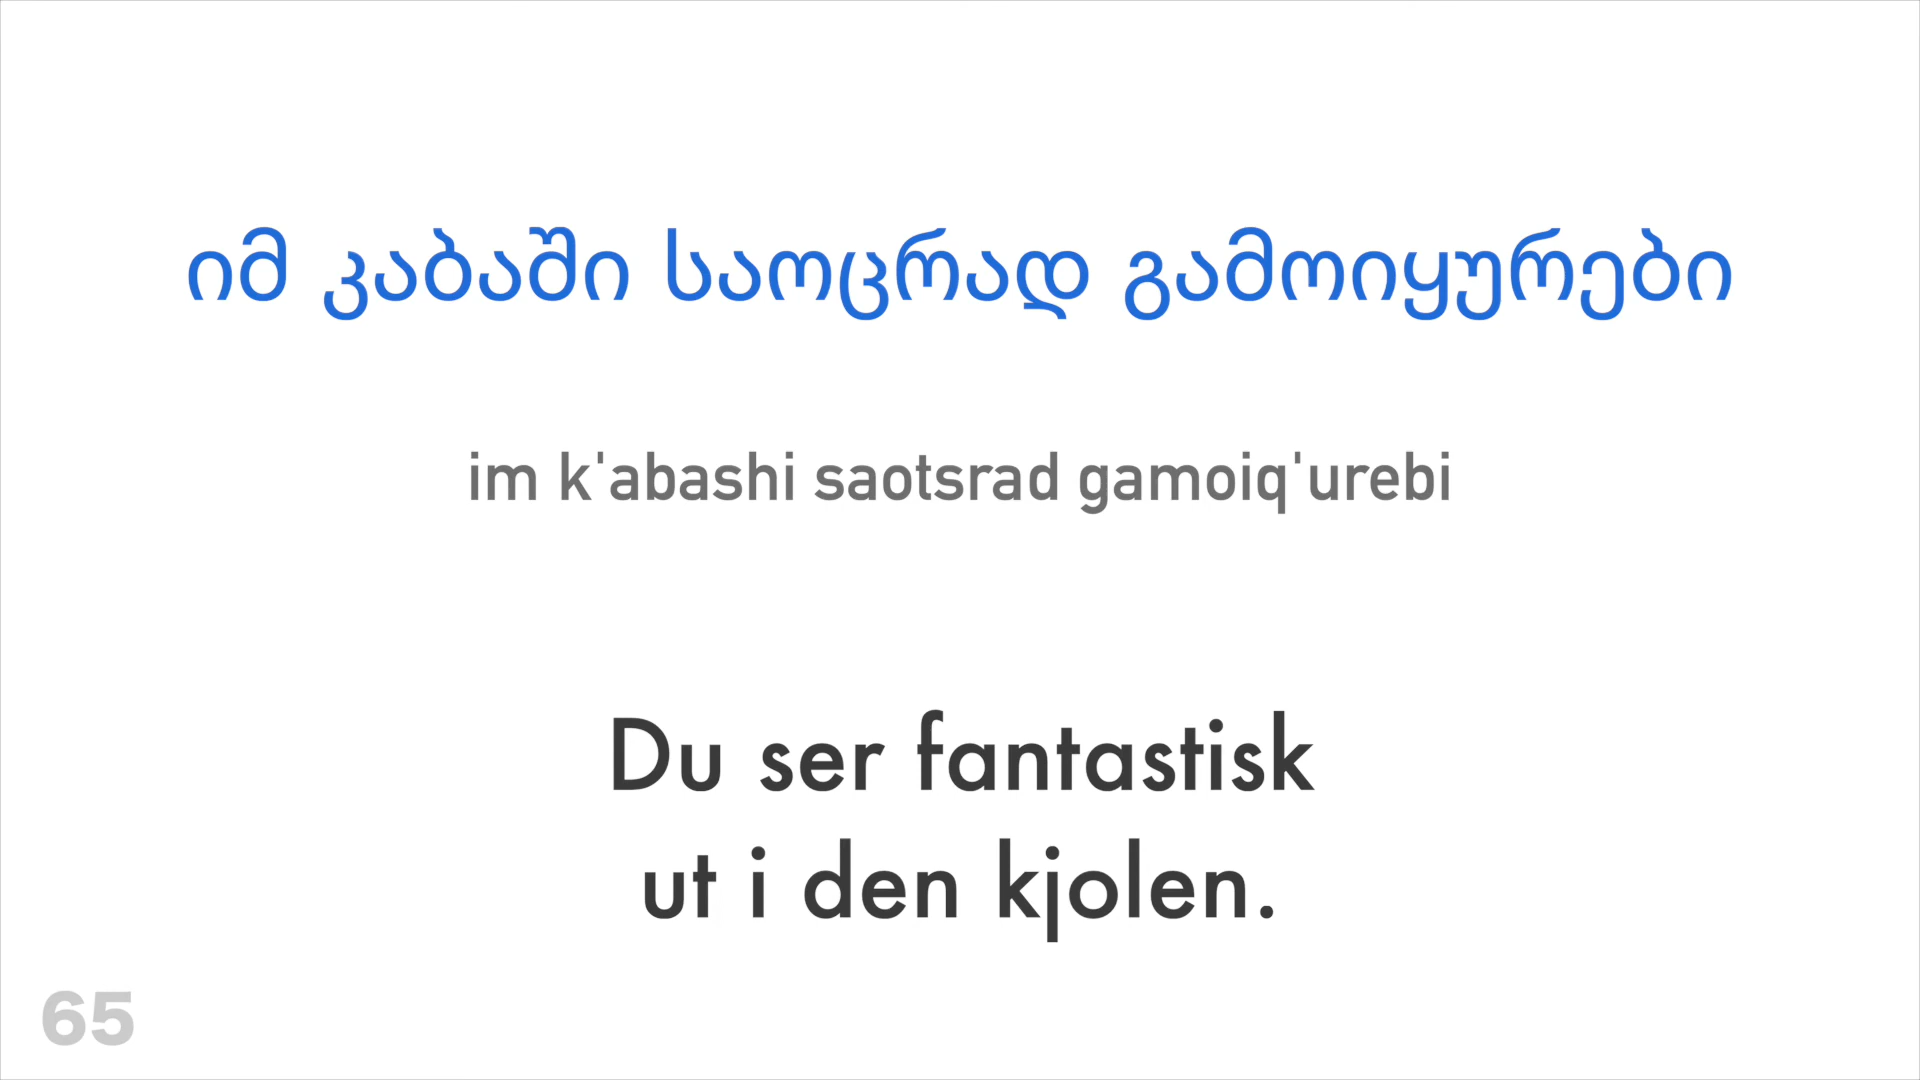 იმ კაბაში საოცრად გამოიყურები
im k'abashi saotsrad gamoiq'urebi
Du ser fantastisk
ut i den kjolen.
65